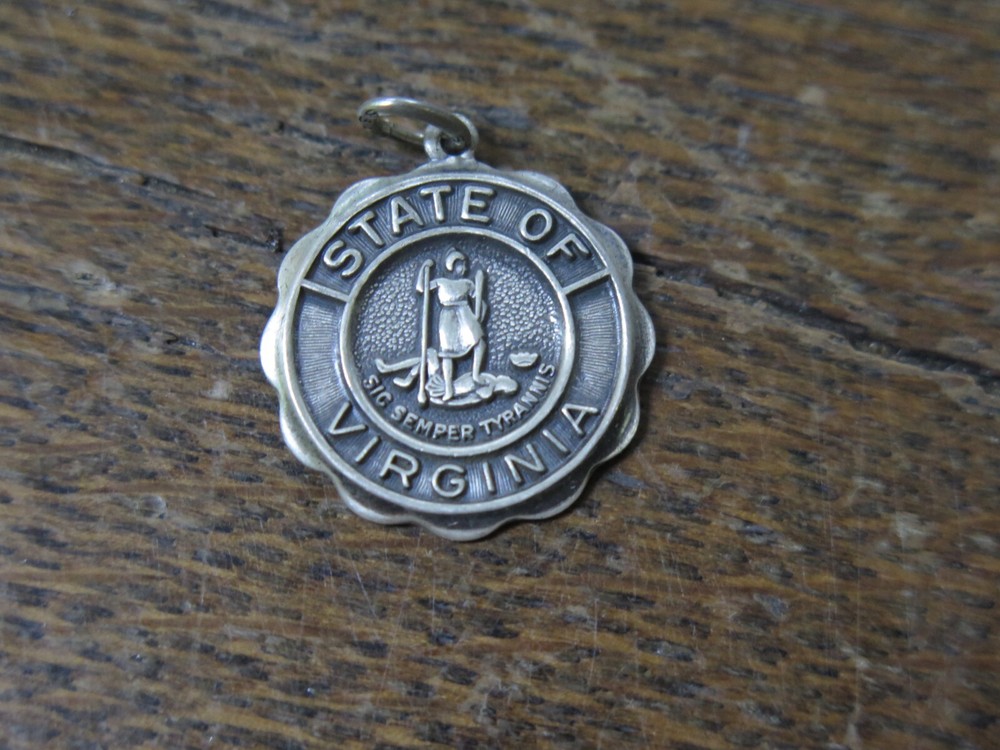 STATE OF
SIC SEMPER TYRANNIS
VIRGINIA